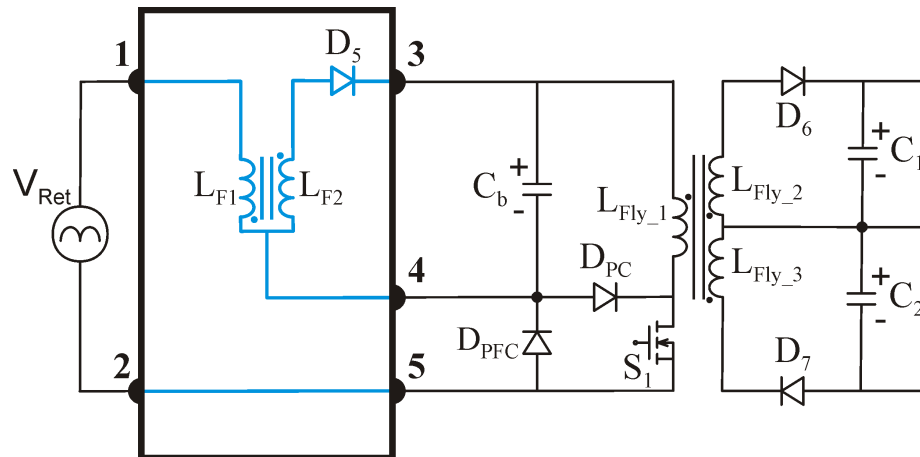 1
D5
3
VRet
LF1
LF2
Cb
+
-
LFly_1
DPC
4
DPFC
S1
2
5
D6
LFly_2
LFly_3
+
C1
-
+
C2
-
D7